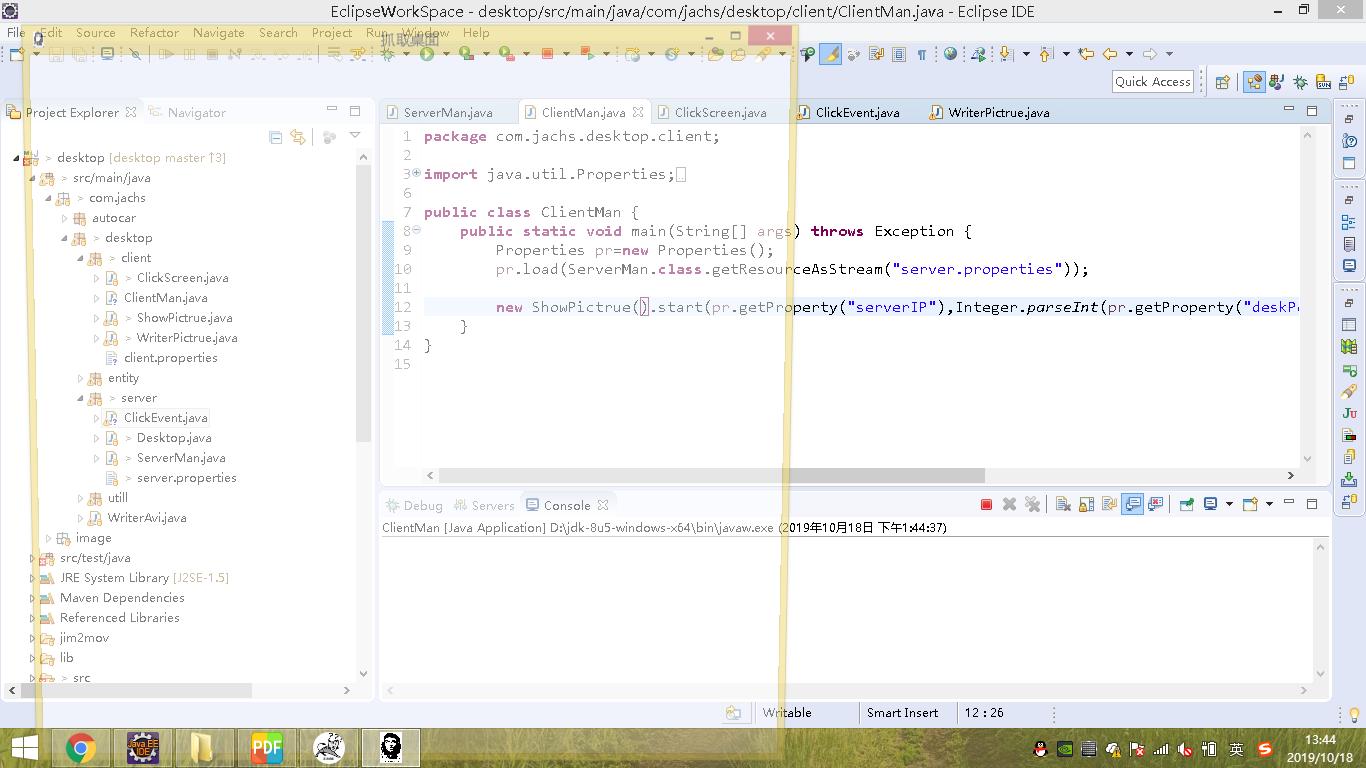 EclipseWorkSpace - desktop/src/main/java/com/jachs/desktop/client/ClientMan.java - Eclipse IDE
File Edit Source Refactor Navigate Search Project Run Window Help
抓取桌面
Quick Access
Project Explorer Navigator
ServerMan.java ClientMan.java ClickScreen.java ClickEvent.java WriterPictrue.java
> desktop [desktop master ↑3]
> src/main/java
> com.jachs
autocar
> desktop
> client
> ClickScreen.java
ClientMan.java
> ShowPictrue.java
> WriterPictrue.java
client.properties
entity
> server
ClickEvent.java
> Desktop.java
> ServerMan.java
> server.properties
utill
WriterAvi.java
image
src/test/java
JRE System Library [J2SE-1.5]
Maven Dependencies
Referenced Libraries
jim2mov
lib
> src
1 package com.jachs.desktop.client;
2
3 import java.util.Properties;
6
7 public class ClientMan {
8 public static void main(String[] args) throws Exception {
9 Properties pr=new Properties();
10 pr.load(ServerMan.class.getResourceAsStream("server.properties"));
11
12 new ShowPictrue().start(pr.getProperty("serverIP"),Integer.parseInt(pr.getProperty("deskP
13 }
14 }
15
Debug Servers Console
ClientMan [Java Application] D:\jdk-8u5-windows-x64\bin\javaw.exe (2019年10月18日 下午1:44:37)
Writable Smart Insert 12 : 26
Java EE
IDE
PDF
英
13:44
2019/10/18